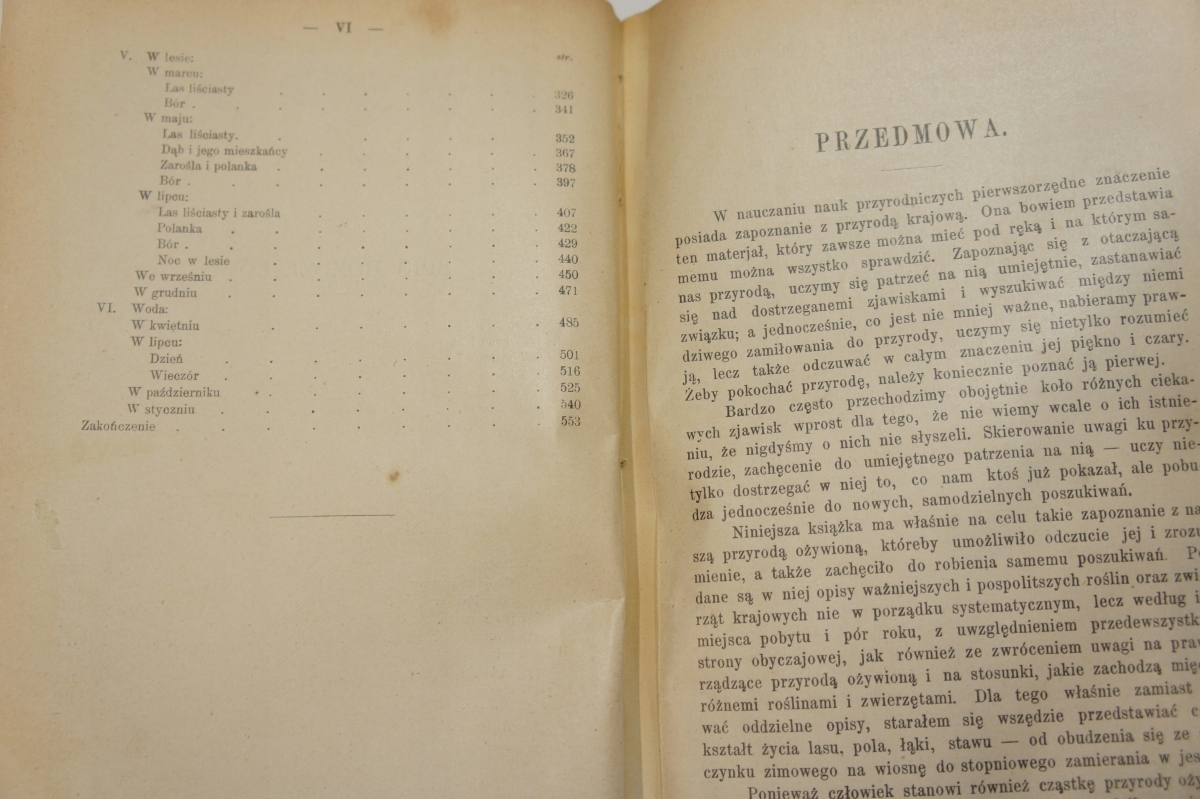 — VI —
str.
V. W lesie:
W marcu:
Las liściasty . . . . . . 326
Bór . . . . . . . . 341
W maju:
Las liściasty. . . . . . . 352
Dąb i jego mieszkańcy . . . . . 367
Zarośla i polanka . . . . . . 378
Bór . . . . . . . . 397
W lipcu:
Las liściasty i zarośla . . . . . 407
Polanka . . . . . . . 422
Bór . . . . . . . . 429
Noc w lesie . . . . . . 440
We wrześniu . . . . . . . 450
W grudniu . . . . . . . 471
VI. Woda:
W kwietniu . . . . . . . 485
W lipcu:
Dzień . . . . . . . 501
Wieczór . . . . . . . 516
W październiku . . . . . . 525
W styczniu . . . . . . . 540
Zakończenie . . . . . . . . 553
PRZEDMOWA.
W nauczaniu nauk przyrodniczych pierwszorzędne znaczenie
posiada zapoznanie z przyrodą krajową. Ona bowiem przedstawia
ten materjał, który zawsze można mieć pod ręką i na którym sa-
memu można wszystko sprawdzić. Zapoznając się z otaczającą
nas przyrodą, uczymy się patrzeć na nią umiejętnie, zastanawiać
się nad dostrzeganemi zjawiskami i wyszukiwać między niemi
związku; a jednocześnie, co jest nie mniej ważne, nabieramy praw-
dziwego zamiłowania do przyrody, uczymy się nietylko rozumieć
ją, lecz także odczuwać w całym znaczeniu jej piękno i czary.
Żeby pokochać przyrodę, należy koniecznie poznać ją pierwej.
Bardzo często przechodzimy obojętnie koło różnych cieka-
wych zjawisk wprost dla tego, że nie wiemy wcale o ich istnie-
niu, że nigdyśmy o nich nie słyszeli. Skierowanie uwagi ku przy-
rodzie, zachęcenie do umiejętnego patrzenia na nią — uczy nie-
tylko dostrzegać w niej to, co nam ktoś już pokazał, ale pobu
dza jednocześnie do nowych, samodzielnych poszukiwań.
Niniejsza książka ma właśnie na celu takie zapoznanie z na
szą przyrodą ożywioną, któreby umożliwiło odczucie jej i zrozu
mienie, a także zachęciło do robienia samemu poszukiwań. Po
dane są w niej opisy ważniejszych i pospolitszych roślin oraz zwi
rząt krajowych nie w porządku systematycznym, lecz według i
miejsca pobytu i pór roku, z uwzględnieniem przedewszystk
strony obyczajowej, jak również ze zwróceniem uwagi na praw
rządzące przyrodą ożywioną i na stosunki, jakie zachodzą mię
różnemi roślinami i zwierzętami. Dla tego właśnie zamiast
wać oddzielne opisy, starałem się wszędzie przedstawiać c
kształt życia lasu, pola, łąki, stawu — od obudzenia się ze
czynku zimowego na wiosnę do stopniowego zamierania w jes
Ponieważ człowiek stanowi również cząstkę przyrody oży